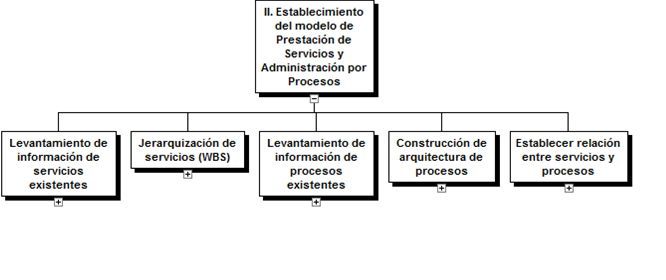 II. Establecimiento
del modelo de
Prestación de
Servicios y
Administración por
Procesos
Levantamiento de
información de
servicios
existentes
Jerarquización de
servicios (WBS)
Levantamiento de
información de
procesos
existentes
Construcción de
arquitectura de
procesos
Establecer relación
entre servicios y
procesos